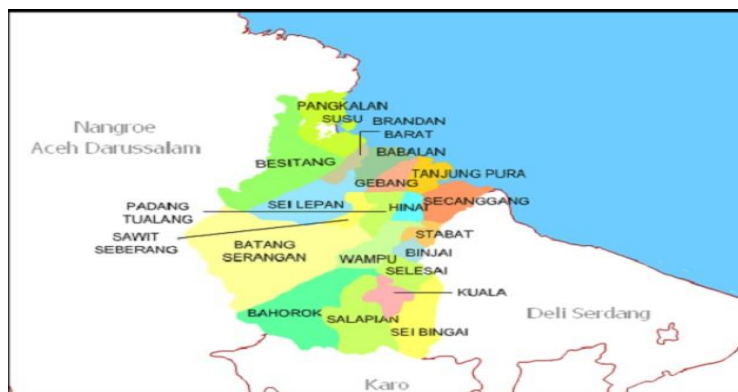 PANGKALAN
SUSU
BRANDAN
BARAT
Nangroe
Aceh Darussalam
BESITANG
BABALAN
GEBANG
TANJUNG PURA
PADANG
TUALANG
SEI LEPAN
HINAI
SECANGGANG
SAWIT
SEBERANG
BATANG
SERANGAN
STABAT
WAMPU
BINJAI
SELESAI
KUALA
BAHOROK
SALAPIAN
SEI BINGAI
Deli Serdang
Karo